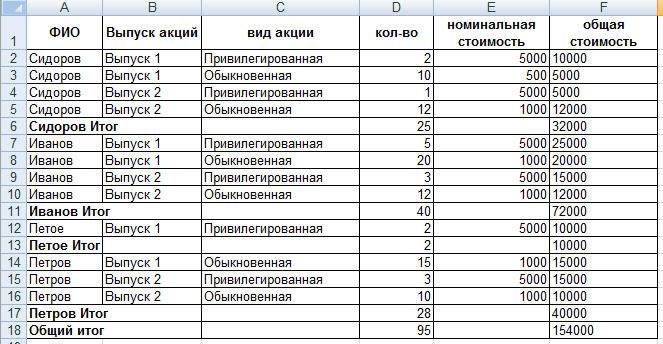 A B C D E F
1 ФИО Выпуск акций вид акции кол-во номинальная стоимость общая стоимость
2 Сидоров Выпуск 1 Привилегированная 2 5000 10000
3 Сидоров Выпуск 1 Обыкновенная 10 500 5000
4 Сидоров Выпуск 2 Привилегированная 1 5000 5000
5 Сидоров Выпуск 2 Обыкновенная 12 1000 12000
6 Сидоров Итог 25 32000
7 Иванов Выпуск 1 Привилегированная 5 5000 25000
8 Иванов Выпуск 1 Обыкновенная 20 1000 20000
9 Иванов Выпуск 2 Привилегированная 3 5000 15000
10 Иванов Выпуск 2 Обыкновенная 12 1000 12000
11 Иванов Итог 40 72000
12 Петое Выпуск 1 Привилегированная 2 5000 10000
13 Петое Итог 2 10000
14 Петров Выпуск 1 Обыкновенная 15 1000 15000
15 Петров Выпуск 2 Привилегированная 3 5000 15000
16 Петров Выпуск 2 Обыкновенная 10 1000 10000
17 Петров Итог 28 40000
18 Общий итог 95 154000